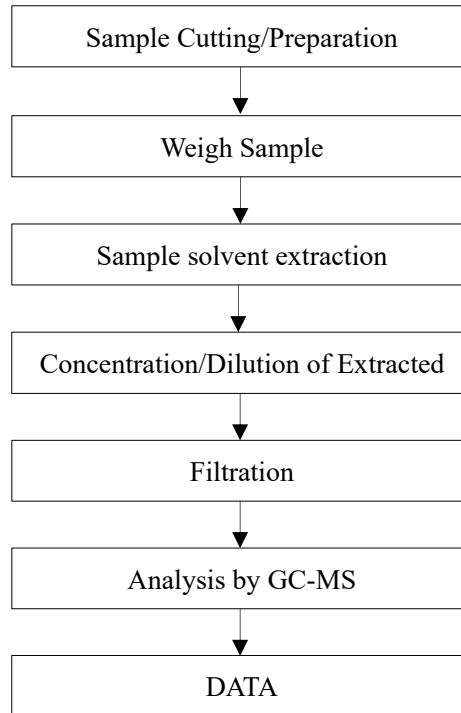 Sample Cutting/Preparation
Weigh Sample
Sample solvent extraction
Concentration/Dilution of Extracted
Filtration
Analysis by GC-MS
DATA